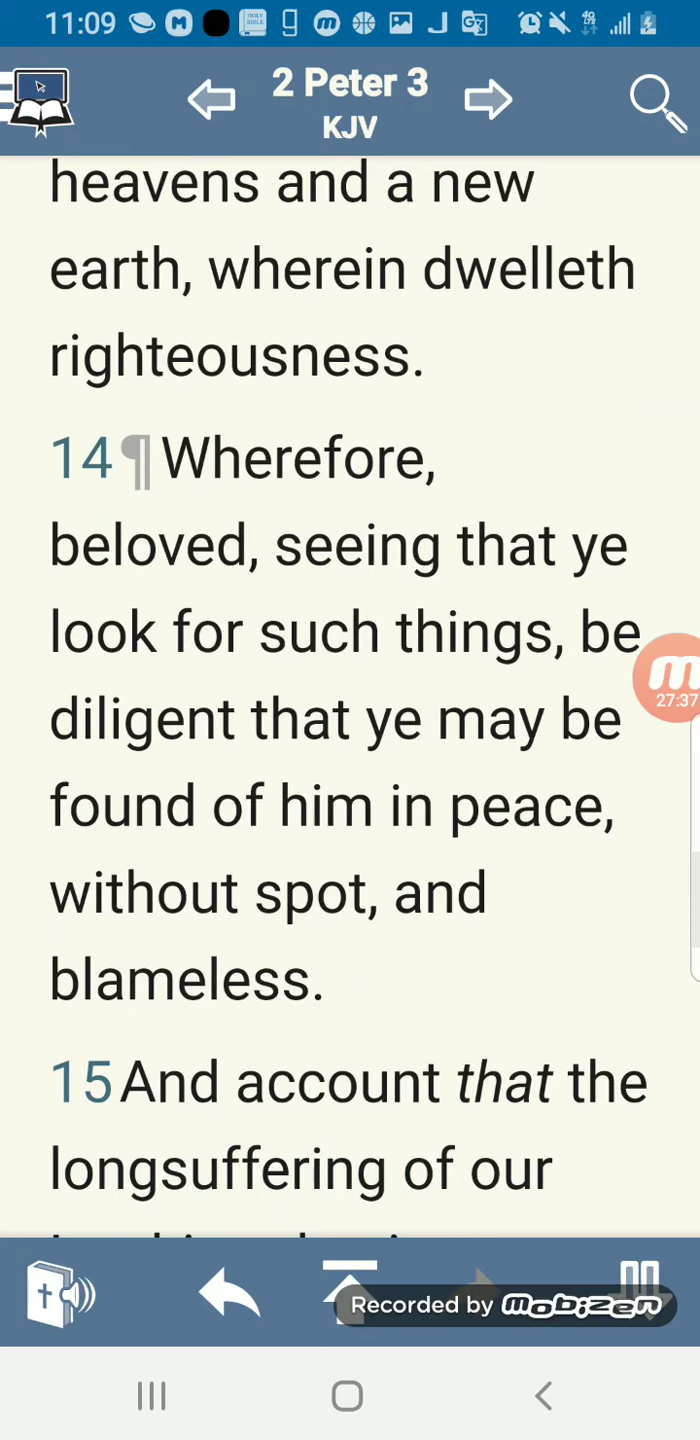 11:09
2 Peter 3
KJV
heavens and a new
earth, wherein dwelleth
righteousness.
14¶Wherefore,
beloved, seeing that ye
look for such things, be
diligent that ye may be
found of him in peace,
without spot, and
blameless.
15And account that the
longsuffering of our
27:37
Recorded by mobizen